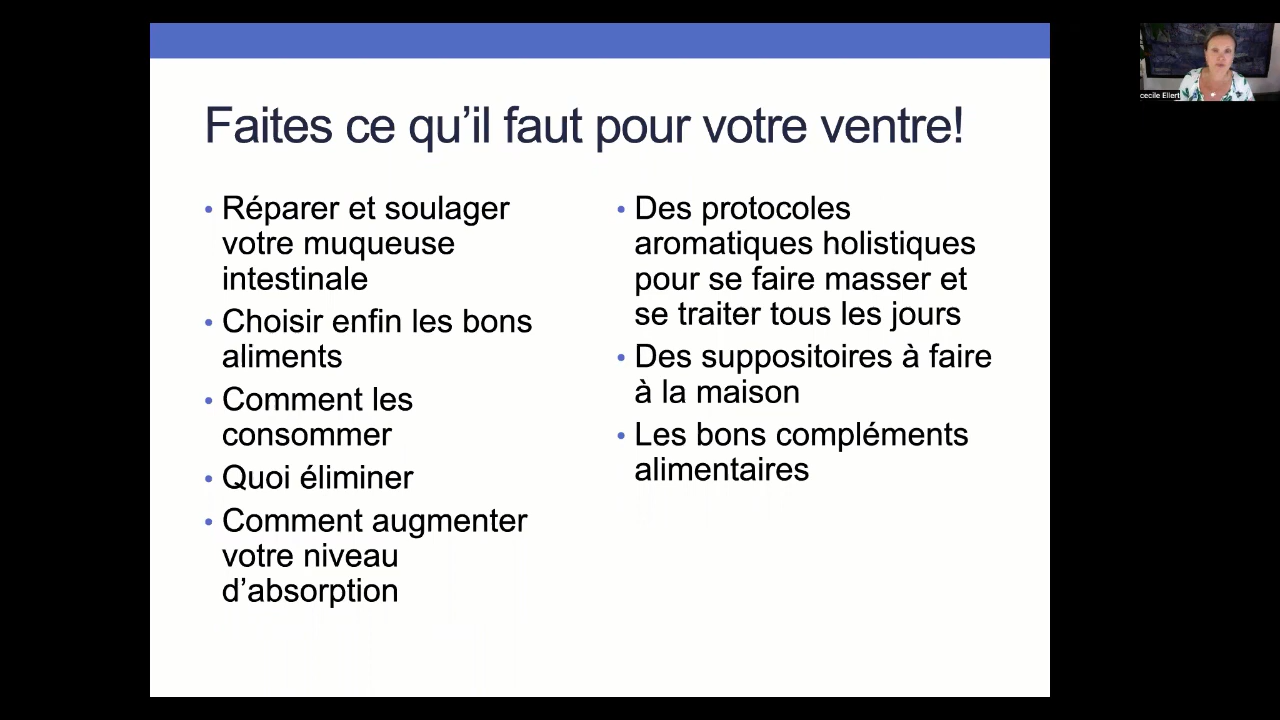 Faites ce qu’il faut pour votre ventre!
• Réparer et soulager
votre muqueuse
intestinale
• Choisir enfin les bons
aliments
• Comment les
consommer
• Quoi éliminer
• Comment augmenter
votre niveau
d’absorption
• Des protocoles
aromatiques holistiques
pour se faire masser et
se traiter tous les jours
• Des suppositoires à faire
à la maison
• Les bons compléments
alimentaires
cecile Ellert